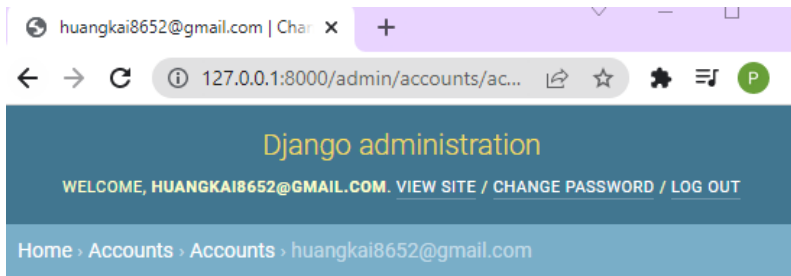 huangkai8652@gmail.com | Char
127.0.0.1:8000/admin/accounts/ac...
P
Django administration
WELCOME, HUANGKAI8652@GMAIL.COM. VIEW SITE / CHANGE PASSWORD / LOG OUT
Home › Accounts › Accounts › huangkai8652@gmail.com